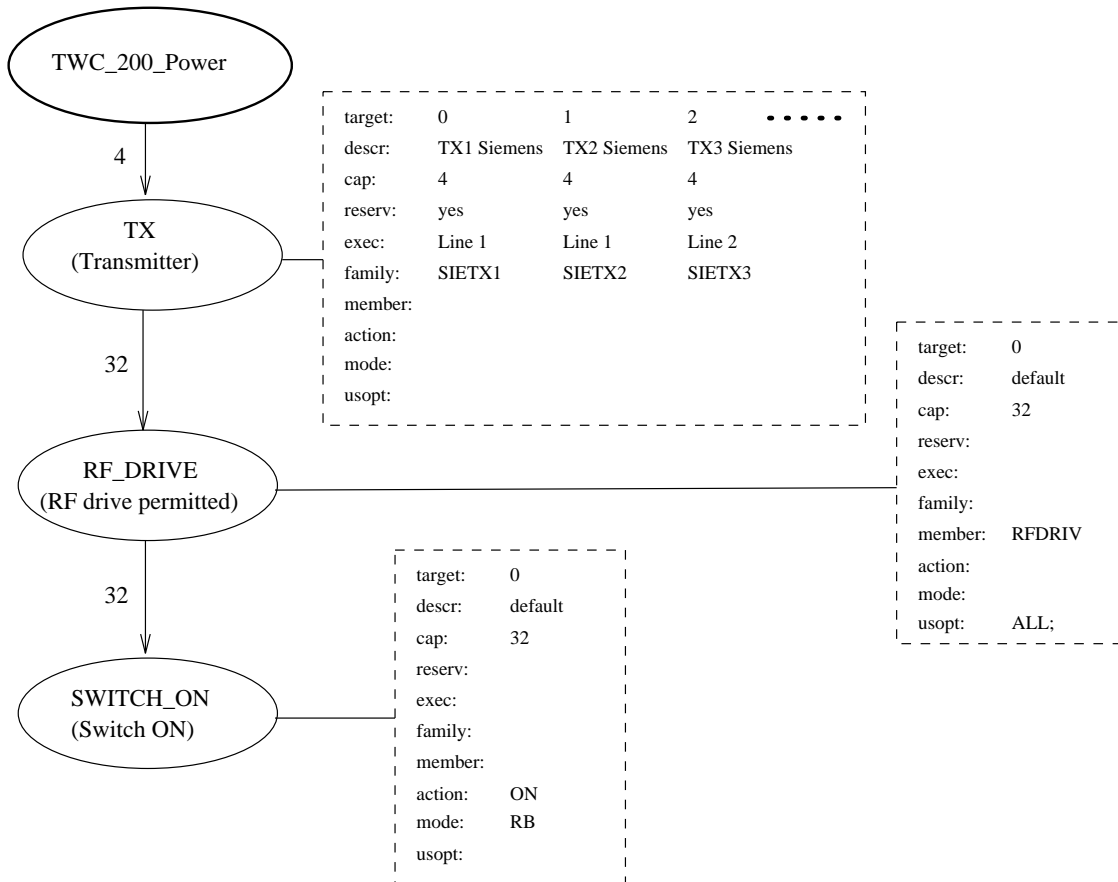 TWC_200_Power
4
TX
(Transmitter)
target: 0 1 2
descr: TX1 Siemens TX2 Siemens TX3 Siemens
cap: 4 4 4
reserv: yes yes yes
exec: Line 1 Line 1 Line 2
family: SIETX1 SIETX2 SIETX3
member:
action:
mode:
usopt:
32
RF_DRIVE
(RF drive permitted)
target: 0
descr: default
cap: 32
reserv:
exec:
family:
member: RFDRIV
action:
mode:
usopt: ALL;
32
SWITCH_ON
(Switch ON)
target: 0
descr: default
cap: 32
reserv:
exec:
family:
member:
action: ON
mode: RB
usopt: